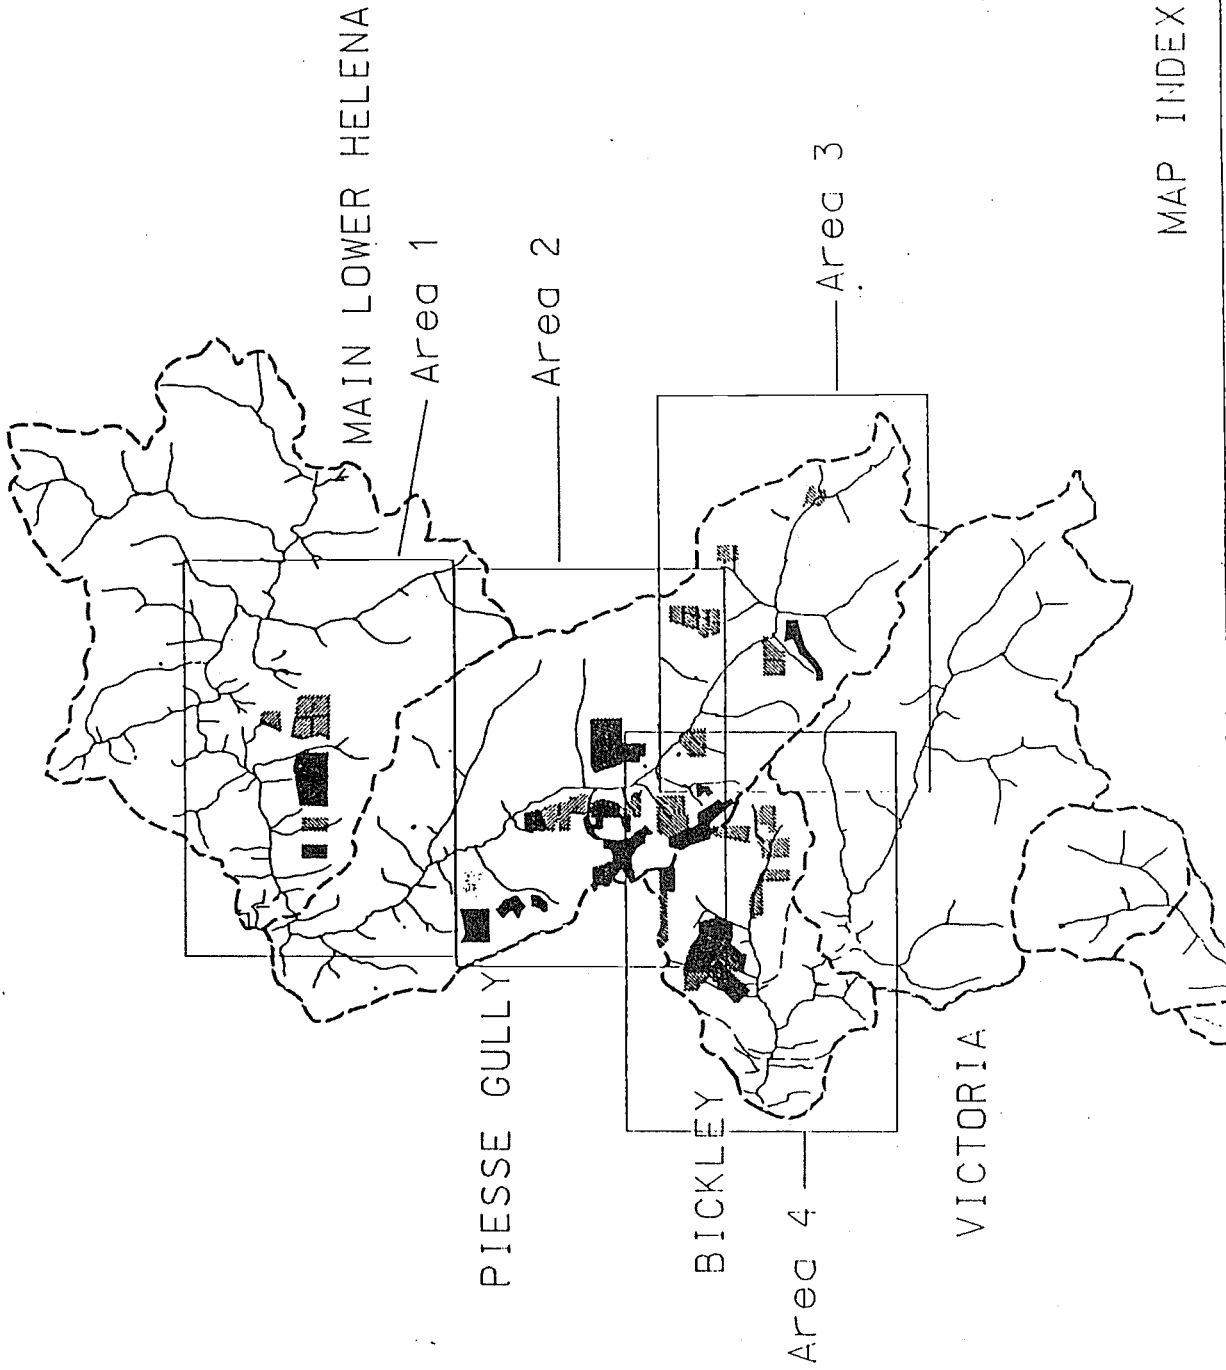 MAIN LOWER HELENA
Area 1
Area 2
Area 3
PIESSE GULLY
BICKLEY
Area 4
VICTORIA
MAP INDEX